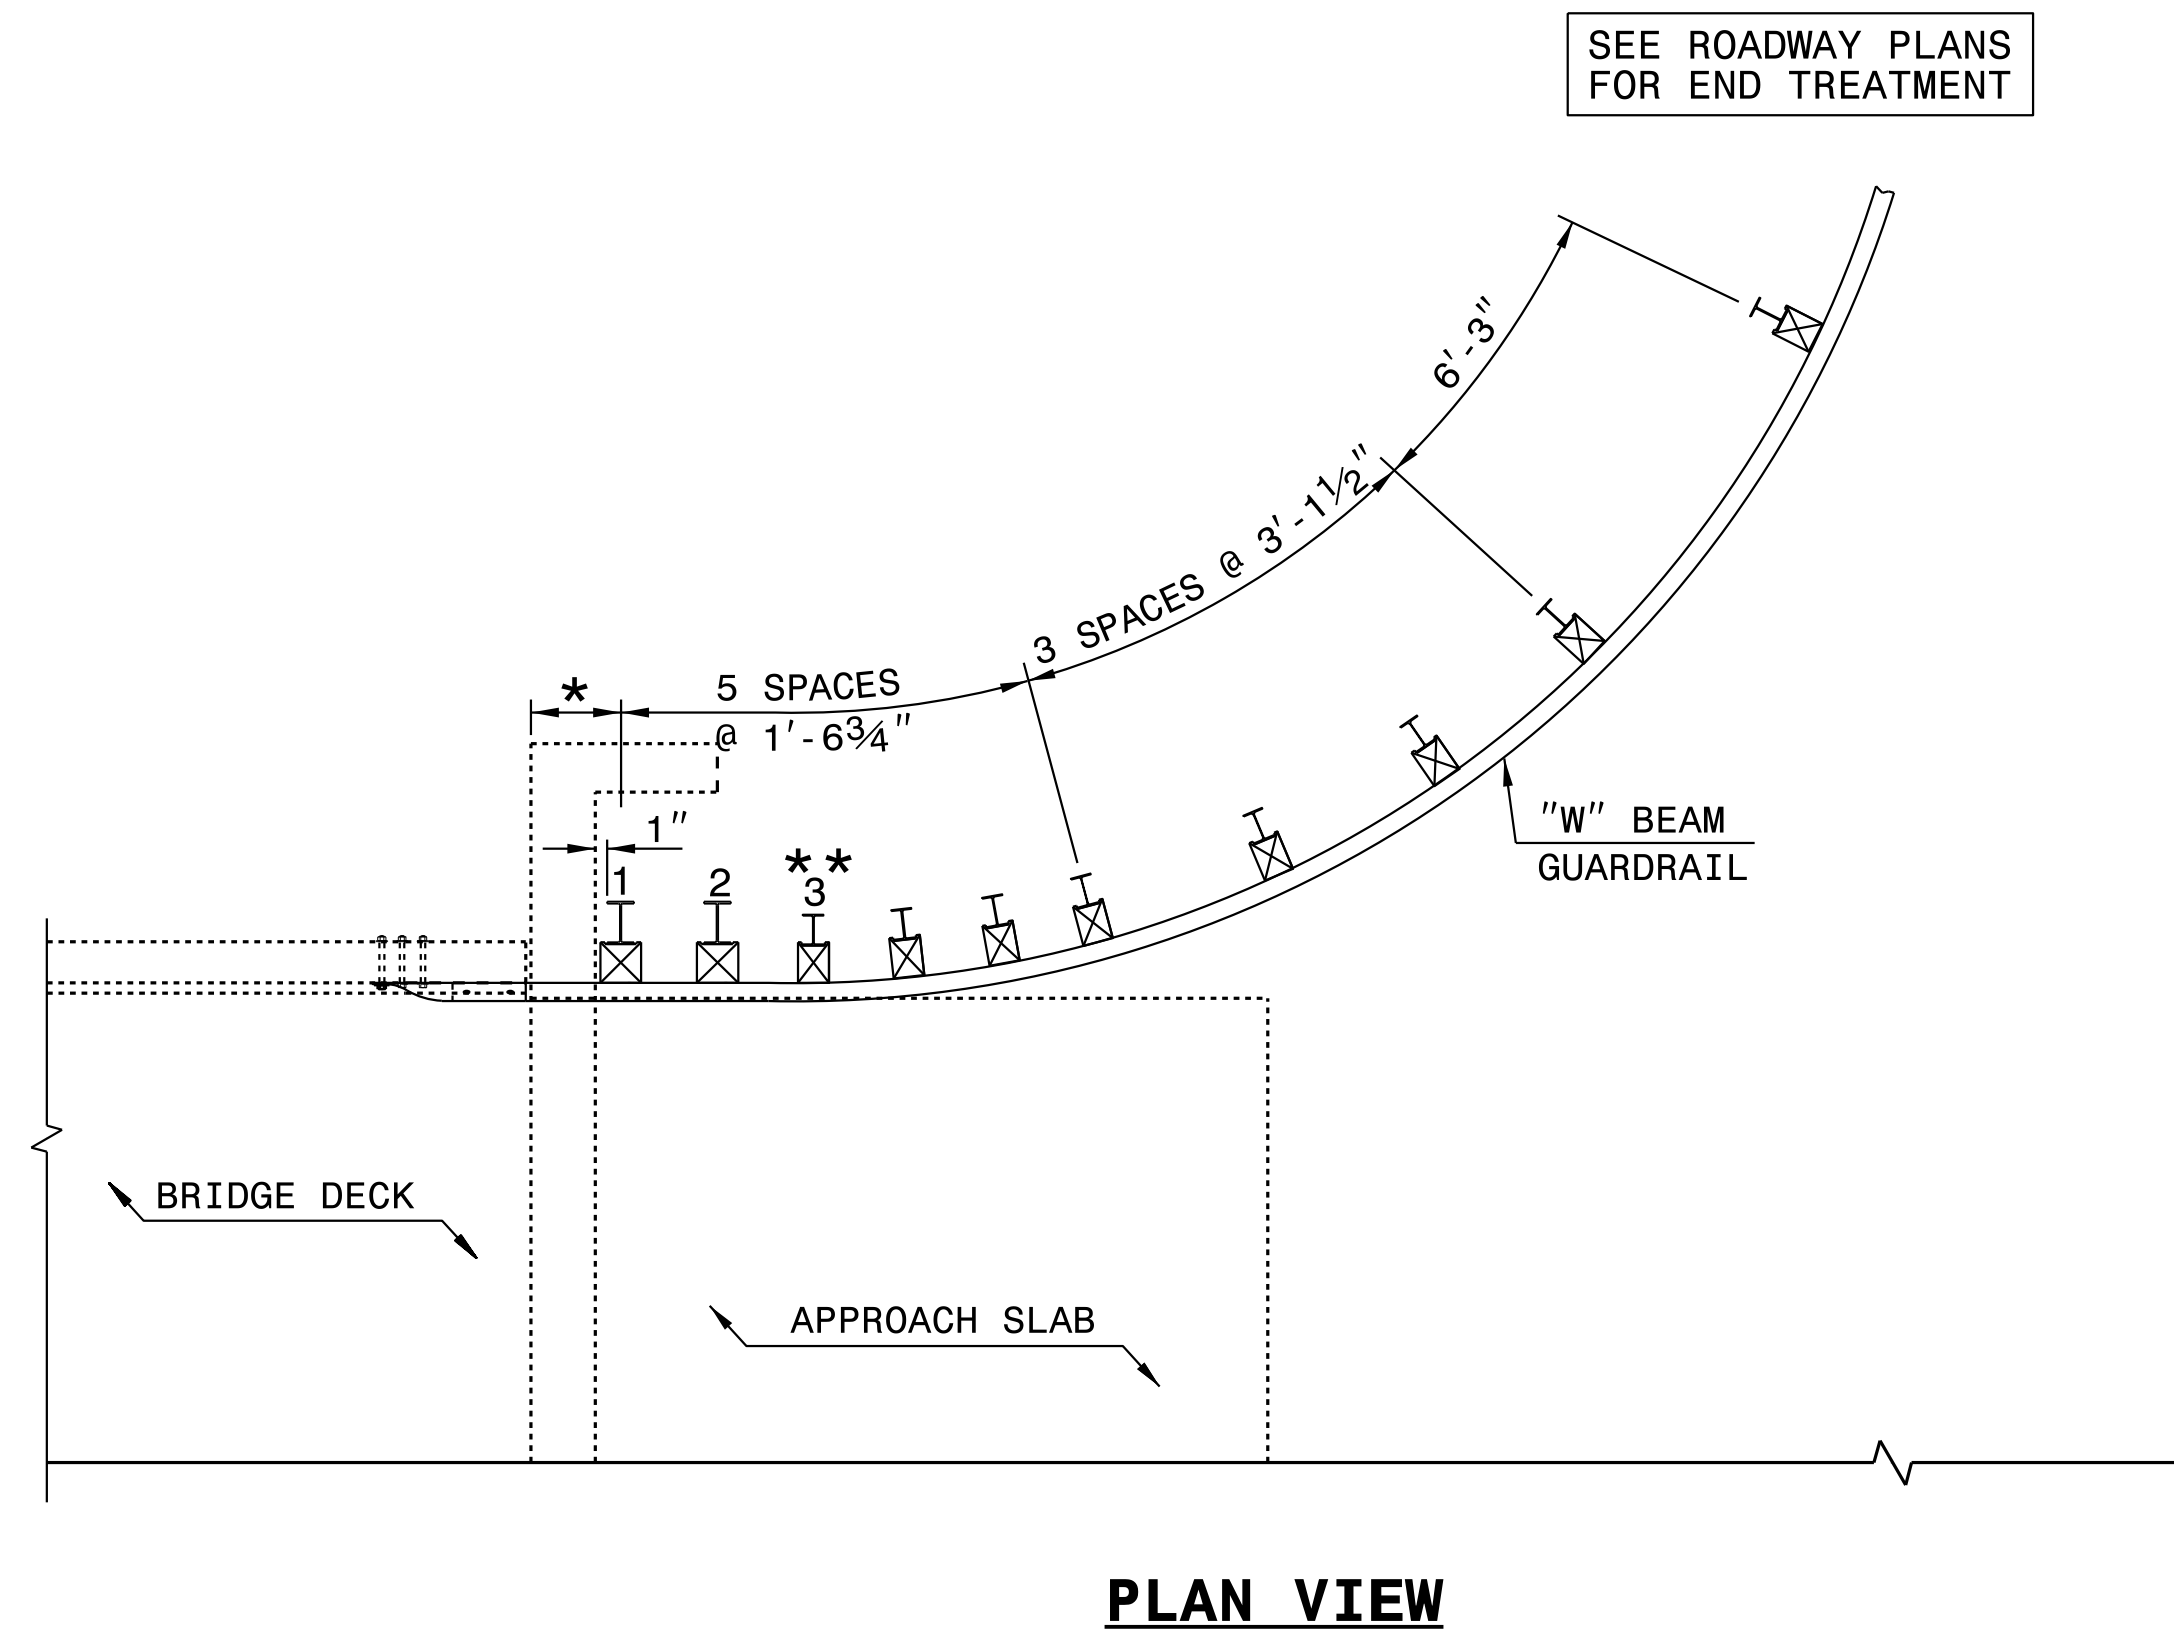 SEE ROADWAY PLANS
FOR END TREATMENT
6'-3"
3 SPACES @ 3'-1½"
*
5 SPACES
@ 1'-6¾"
1"
**
1
2
3
"W" BEAM
GUARDRAIL
BRIDGE DECK
APPROACH SLAB
PLAN VIEW